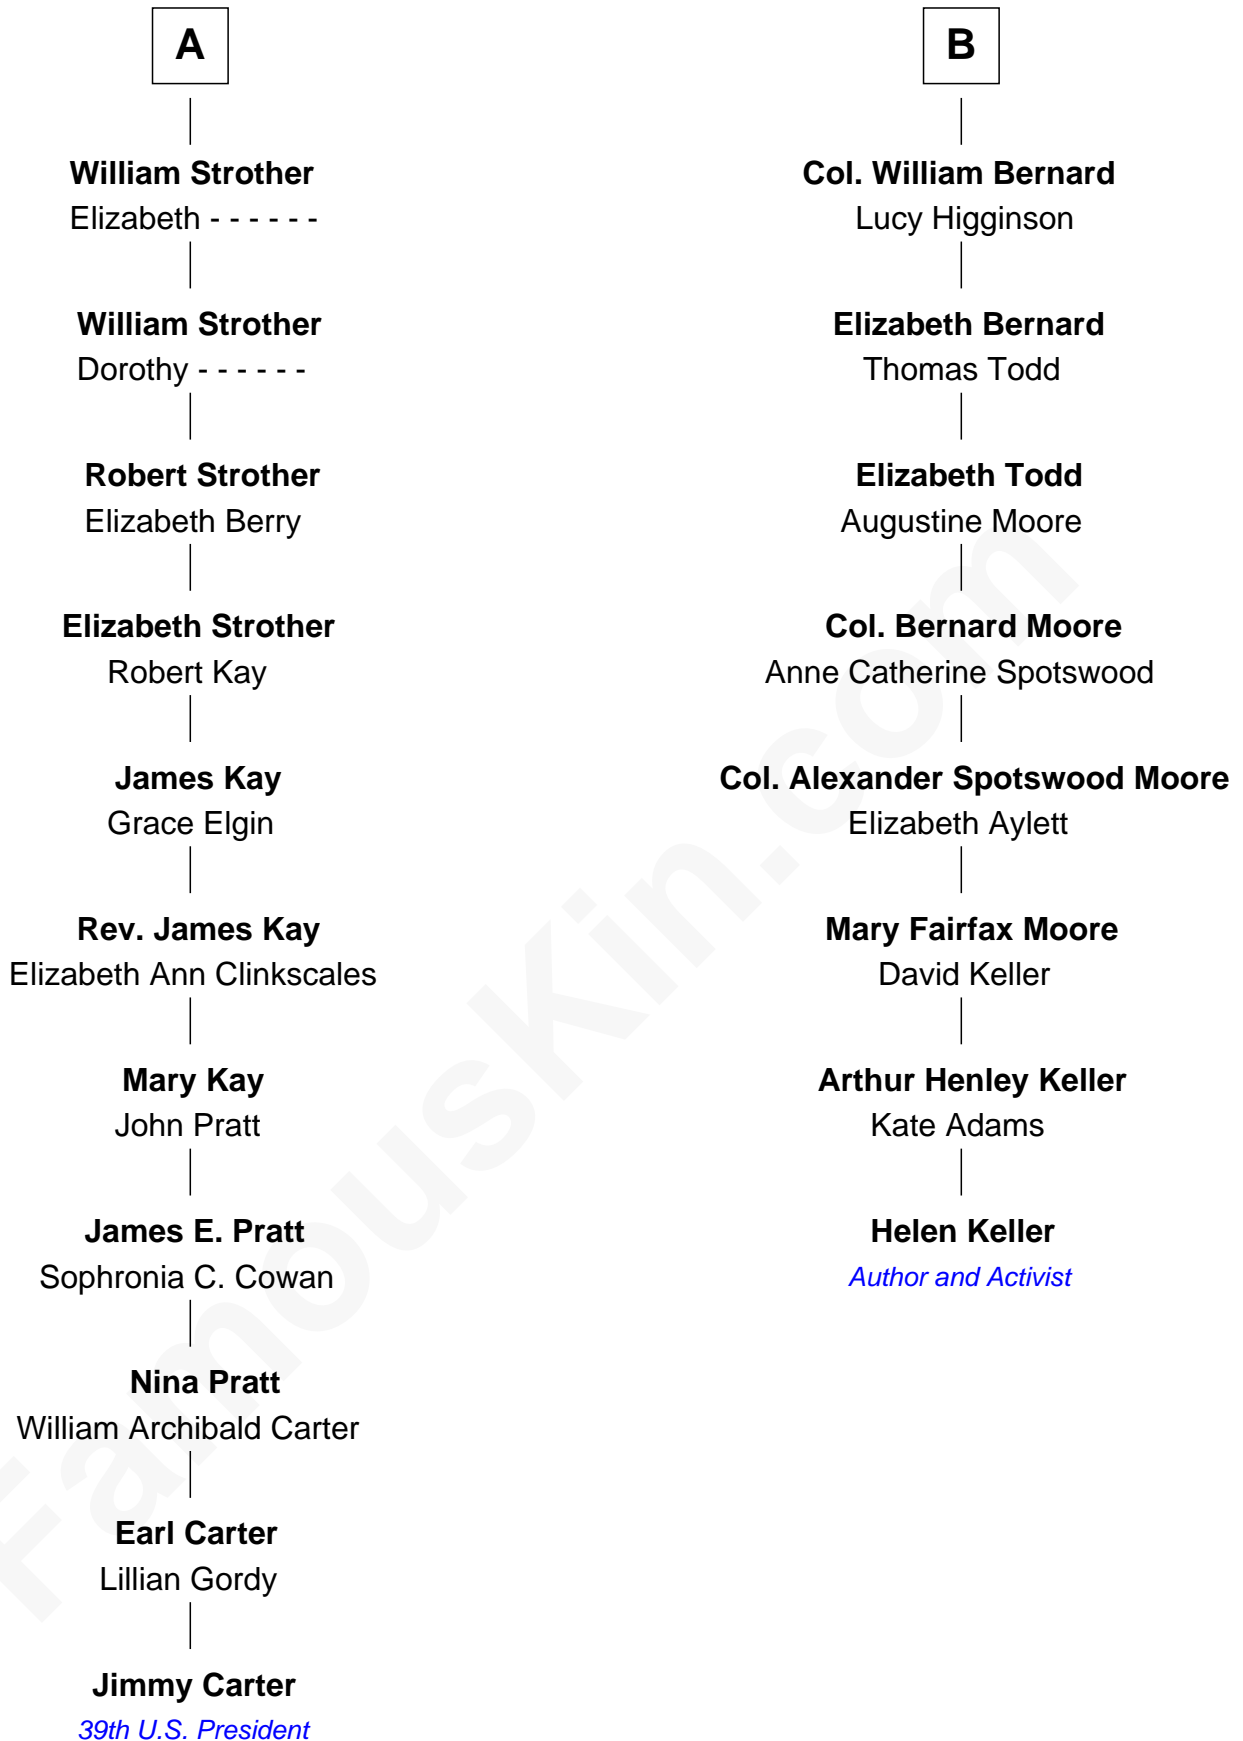 A
William Strother
Elizabeth - - - - - -
William Strother
Dorothy - - - - - -
Robert Strother
Elizabeth Berry
Elizabeth Strother
Robert Kay
James Kay
Grace Elgin
Rev. James Kay
Elizabeth Ann Clinkscales
Mary Kay
John Pratt
James E. Pratt
Sophronia C. Cowan
Nina Pratt
William Archibald Carter
Earl Carter
Lillian Gordy
Jimmy Carter
39th U.S. President
B
Col. William Bernard
Lucy Higginson
Elizabeth Bernard
Thomas Todd
Elizabeth Todd
Augustine Moore
Col. Bernard Moore
Anne Catherine Spotswood
Col. Alexander Spotswood Moore
Elizabeth Aylett
Mary Fairfax Moore
David Keller
Arthur Henley Keller
Kate Adams
Helen Keller
Author and Activist
FamousKin.com